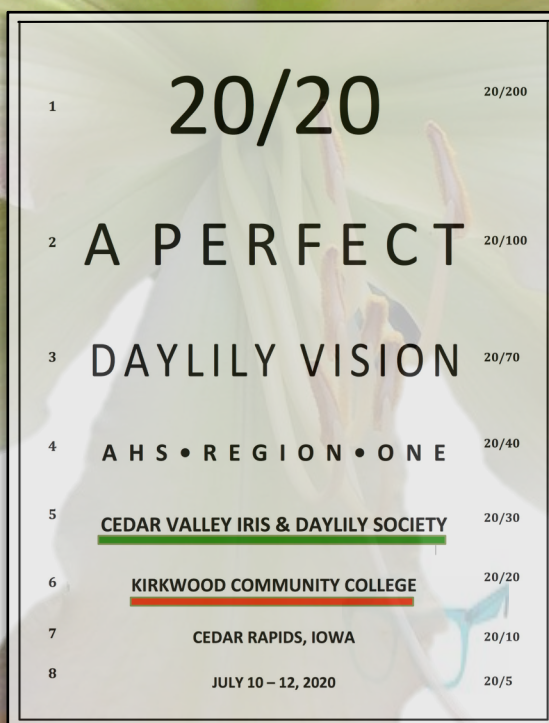 1 20/20 20/200
2 A PERFECT 20/100
3 DAYLILY VISION 20/70
4 AHS•REGION•ONE 20/40
5 CEDAR VALLEY IRIS & DAYLILY SOCIETY 20/30
6 KIRKWOOD COMMUNITY COLLEGE 20/20
7 CEDAR RAPIDS, IOWA 20/10
8 JULY 10 – 12, 2020 20/5